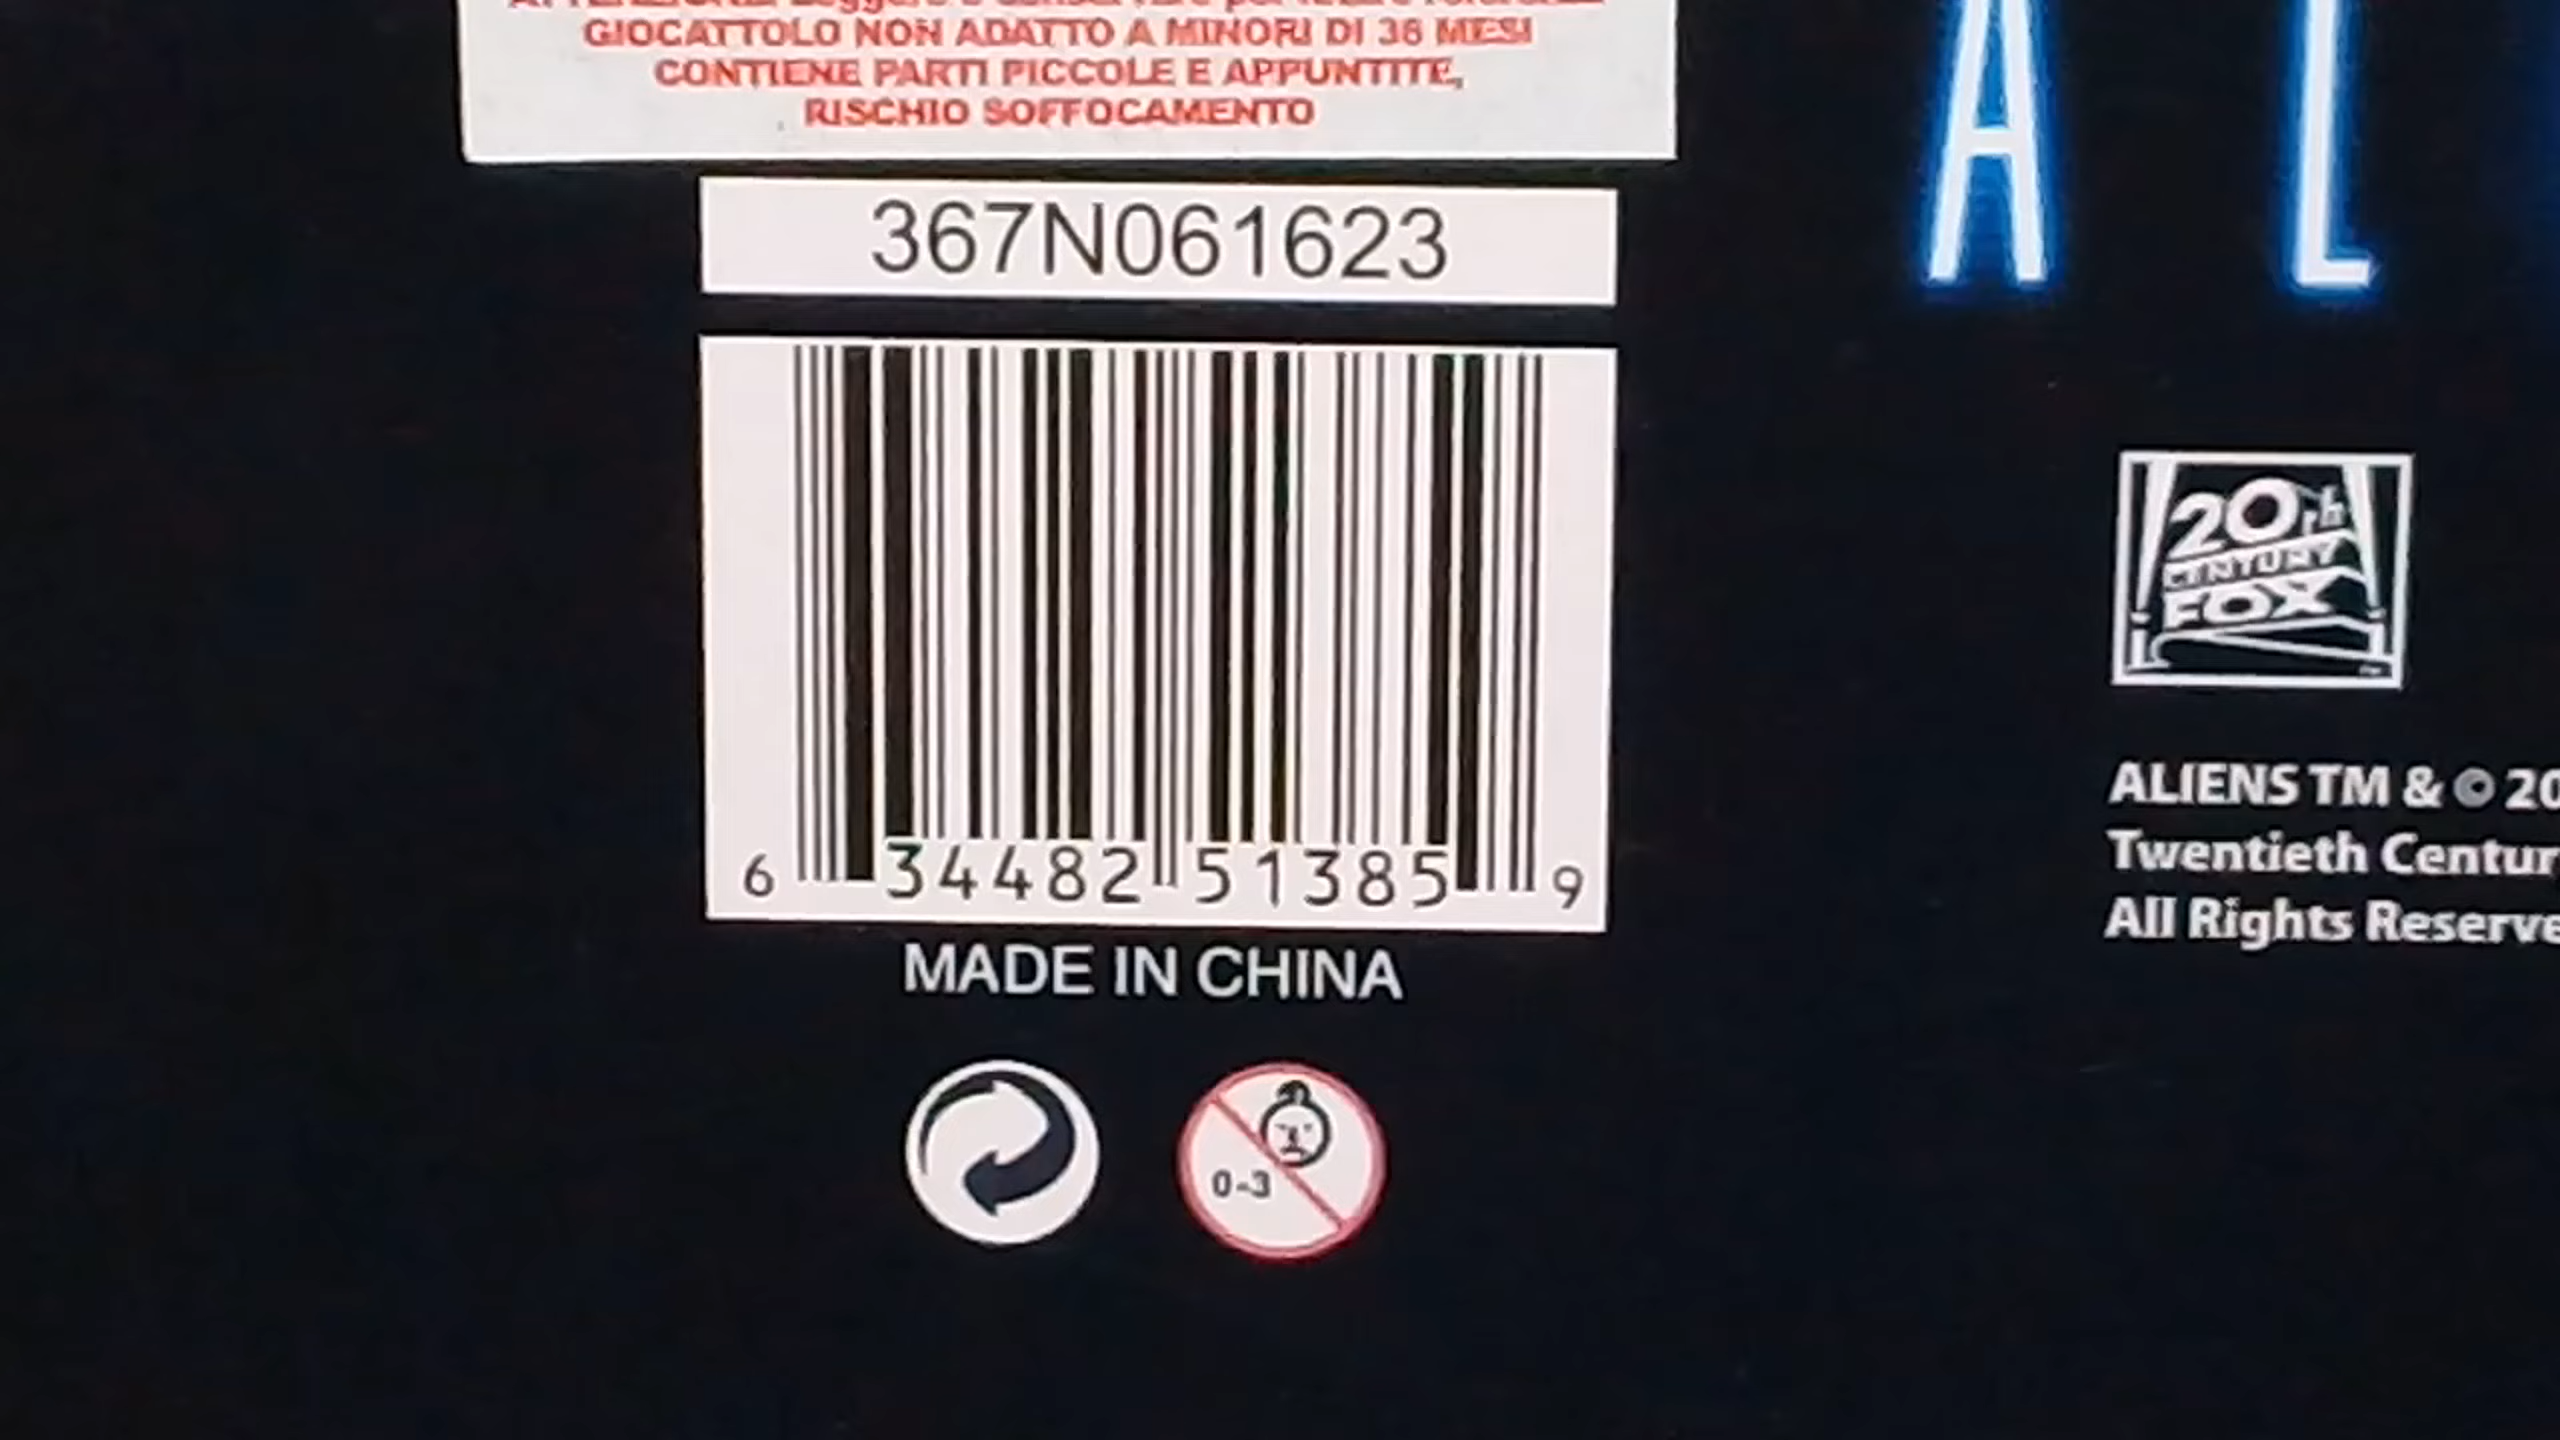 GIOCATTOLO NON ADATTO A MINORI DI 36 MESI
CONTIENE PARTI PICCOLE E APPUNTITE,
RISCHIO SOFFOCAMENTO
367N061623
6 34482 51385 9
MADE IN CHINA
0-3
A L
20th
CENTURY
FOX
ALIENS TM & © 20
Twentieth Centur
All Rights Reserve